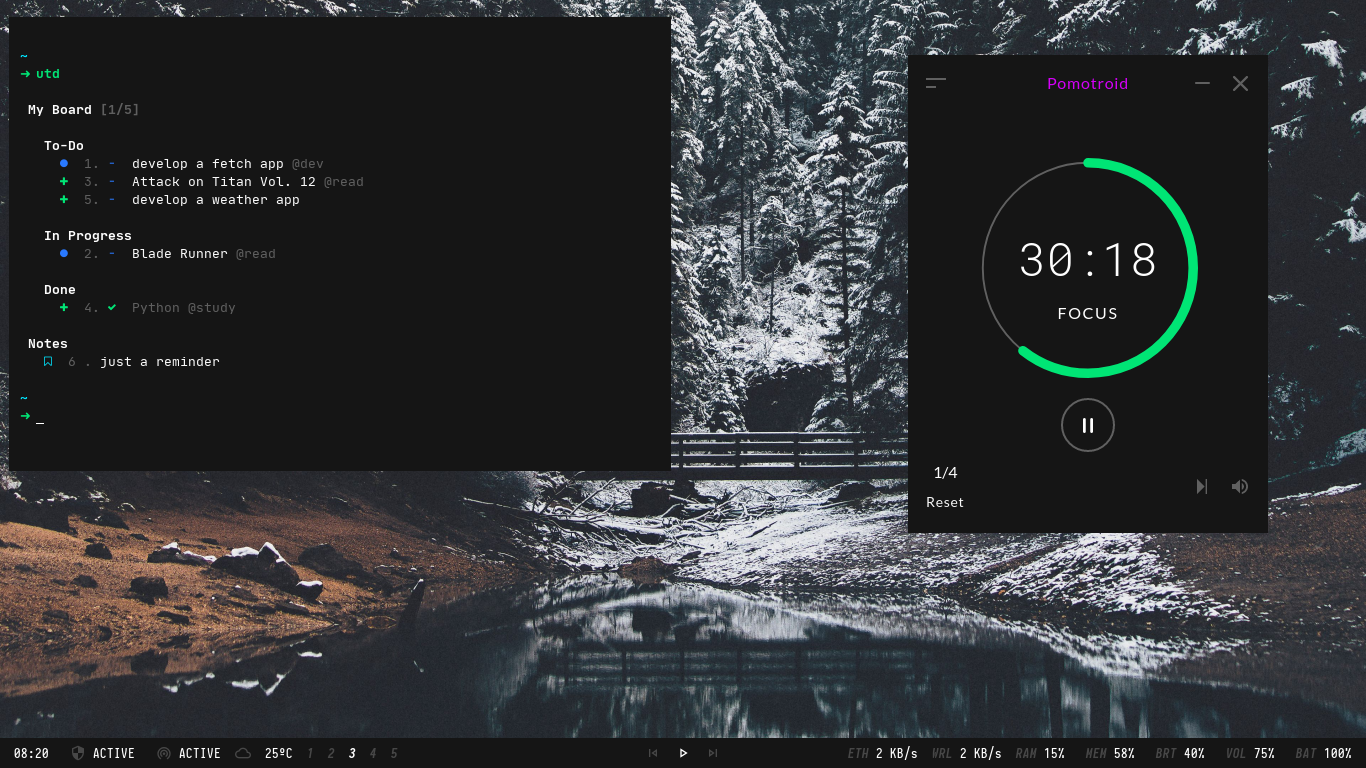 ~
→ utd
My Board [1/5]
To-Do
1. - develop a fetch app @dev
3. - Attack on Titan Vol. 12 @read
5. - develop a weather app
In Progress
2. - Blade Runner @read
Done
4. ✔ Python @study
Notes
6 . just a reminder
~
→ _
Pomotroid
30:18
FOCUS
1/4
Reset
08:20 ACTIVE ACTIVE 25ºC 1 2 3 4 5 ETH 2 KB/s WRL 2 KB/s RAM 15% MEM 58% BRT 40% VOL 75% BAT 100%